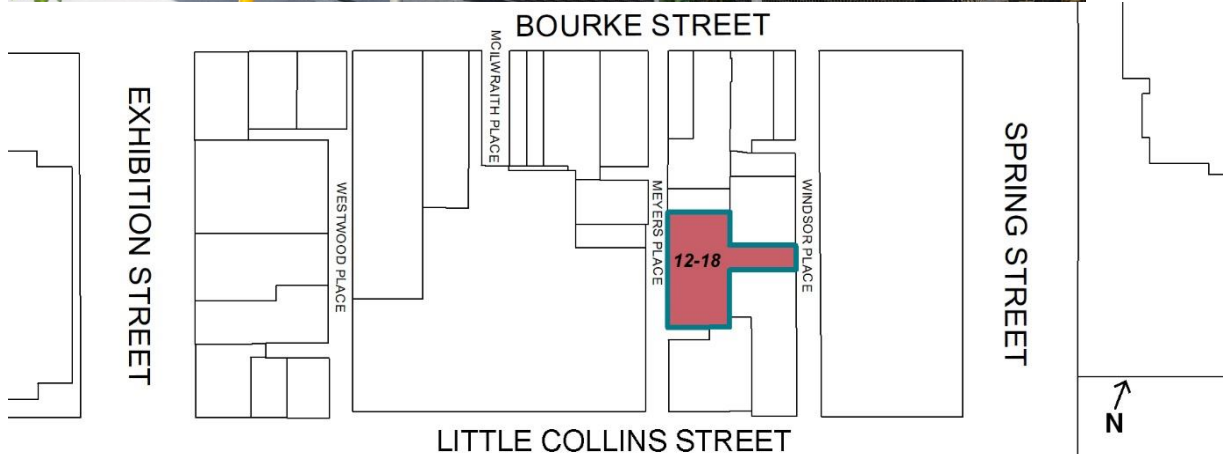 BOURKE STREET
EXHIBITION STREET
WESTWOOD PLACE
MCILWRAITH PLACE
MEYERS PLACE
12-18
WINDSOR PLACE
SPRING STREET
N
LITTLE COLLINS STREET